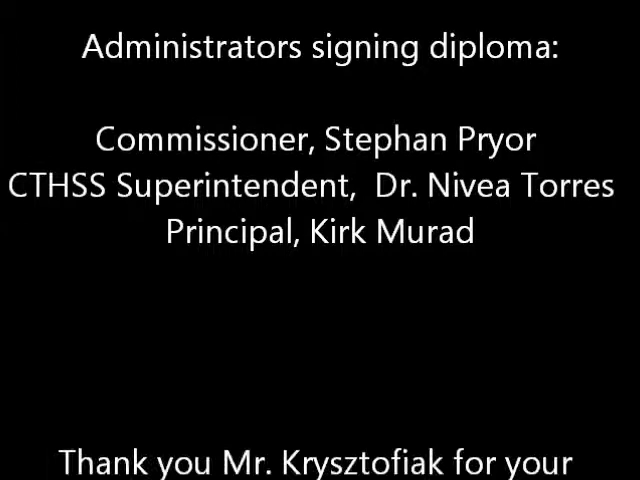 Administrators signing diploma:
Commissioner, Stephan Pryor
CTHSS Superintendent, Dr. Nivea Torres
Principal, Kirk Murad
Thank you Mr. Krysztofiak for your